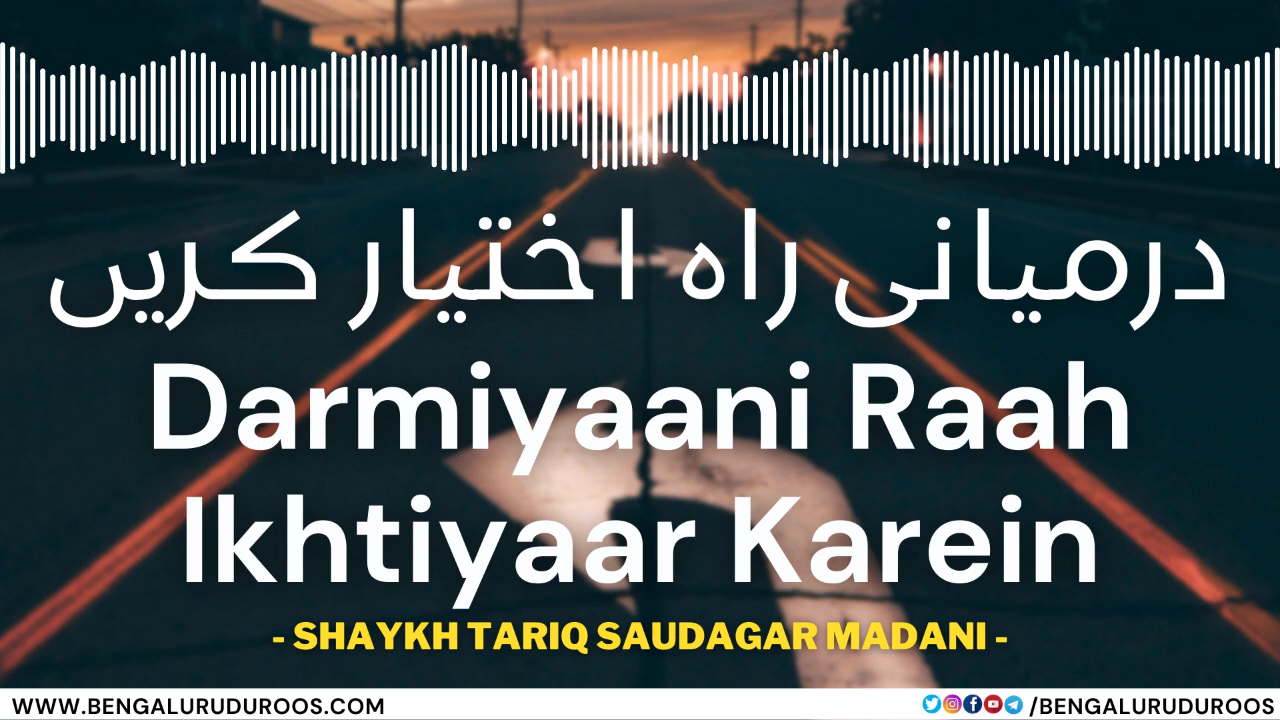 درمیانی راہ اختیار کریں
Darmiyaani Raah
Ikhtiyaar Karein
- SHAYKH TARIQ SAUDAGAR MADANI -
WWW.BENGALURUDUROOS.COM
/BENGALURUDUROOS